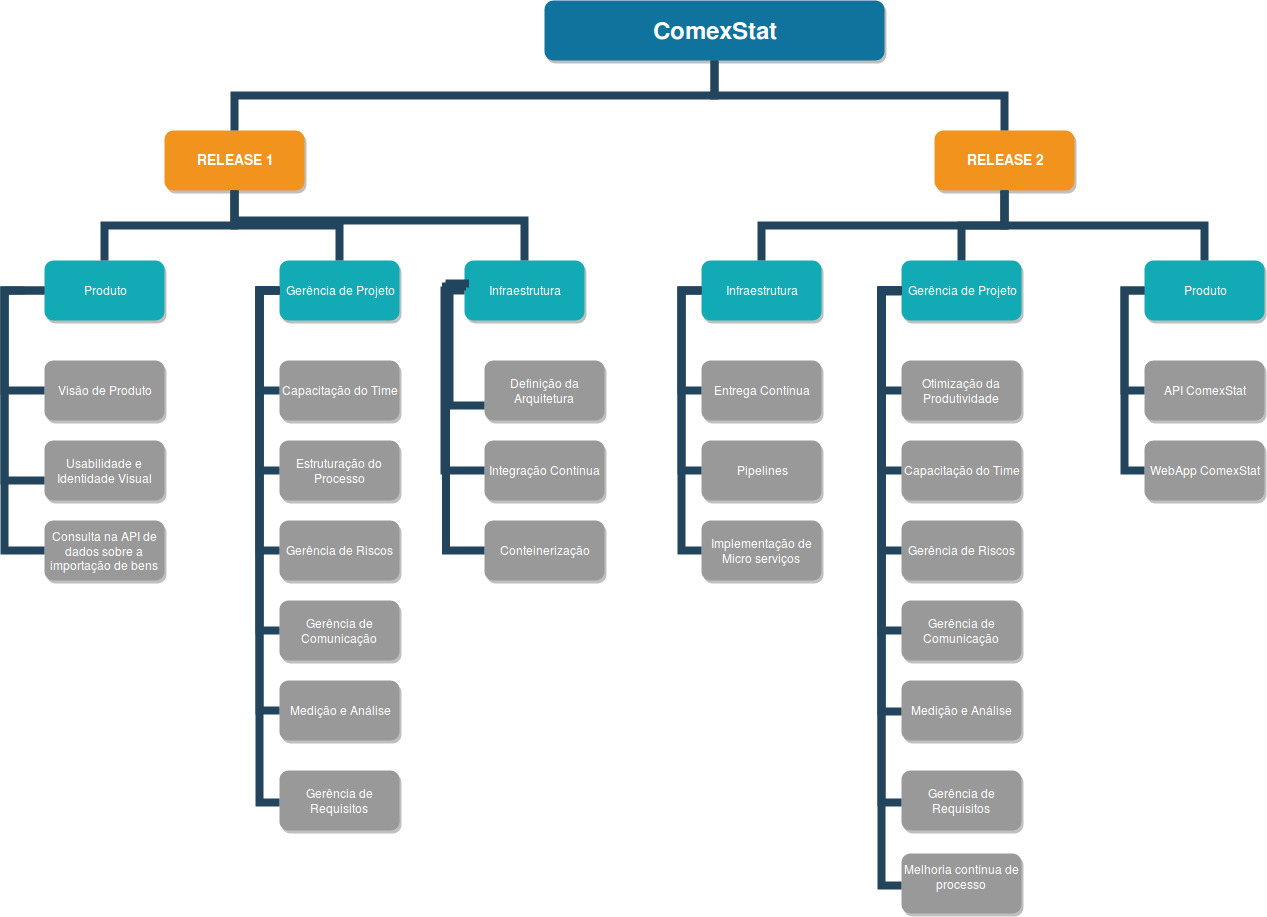 ComexStat
RELEASE 1
RELEASE 2
Produto
Gerência de Projeto
Infraestrutura
Infraestrutura
Gerência de Projeto
Produto
Visão de Produto
Usabilidade e
Identidade Visual
Consulta na API de
dados sobre a
importação de bens
Capacitação do Time
Estruturação do
Processo
Gerência de Riscos
Gerência de
Comunicação
Medição e Análise
Gerência de
Requisitos
Definição da
Arquitetura
Integração Contínua
Conteinerização
Entrega Contínua
Pipelines
Implementação de
Micro serviços
Otimização da
Produtividade
Capacitação do Time
Gerência de Riscos
Gerência de
Comunicação
Medição e Análise
Gerência de
Requisitos
Melhoria contínua de
processo
API ComexStat
WebApp ComexStat